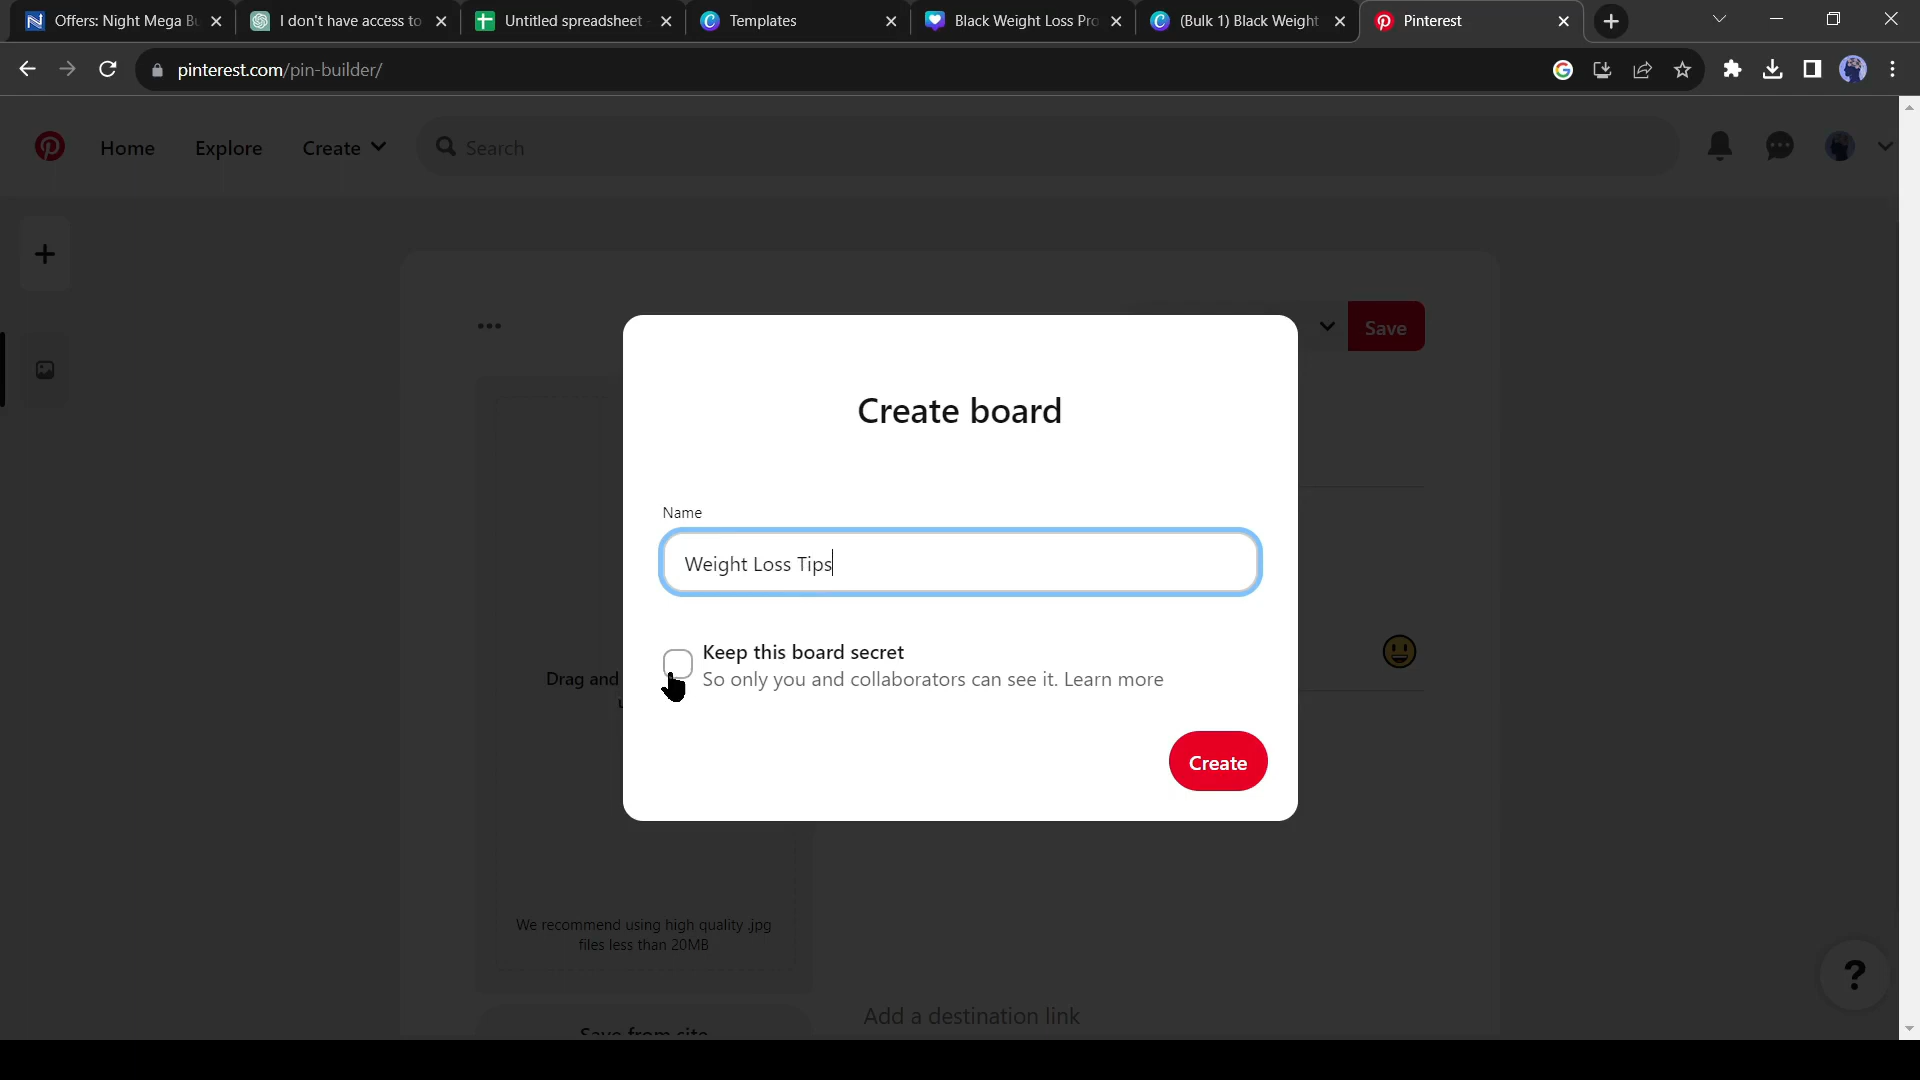 Offers: Night Mega Bu
I don't have access to
Untitled spreadsheet -
Templates
Black Weight Loss Pro
(Bulk 1) Black Weight
Pinterest
pinterest.com/pin-builder/
Home
Explore
Create
Search
Save
Create board
Name
Weight Loss Tips
Keep this board secret
Drag and
So only you and collaborators can see it. Learn more
Create
We recommend using high quality .jpg
files less than 20MB
?
Add a destination link
Save from site